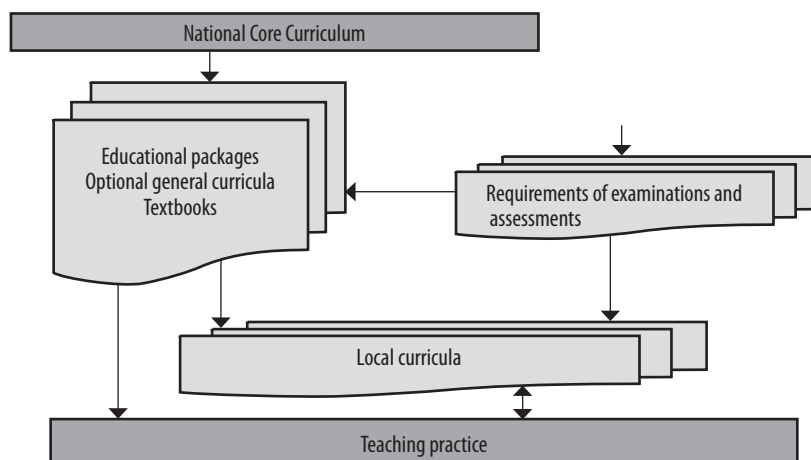 National Core Curriculum
Educational packages
Optional general curricula
Textbooks
Requirements of examinations and
assessments
Local curricula
Teaching practice